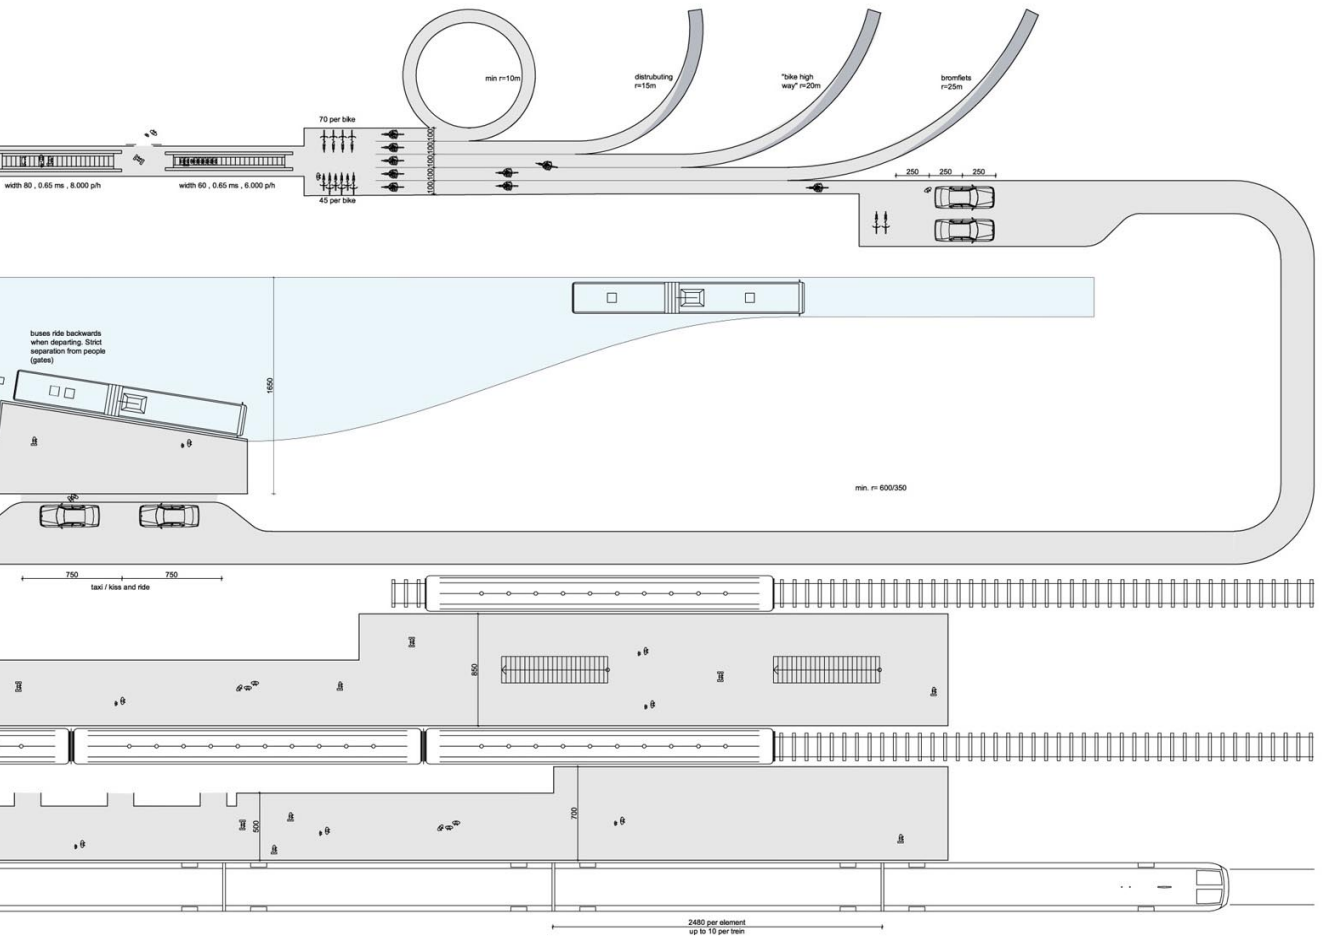 min r=10m
distrubuting
r=15m
"bike high
way" r=20m
bromfiets
r=25m
70 per bike
100,100,100,100,100
45 per bike
width 80 , 0.65 ms , 8.000 p/h
width 60 , 0.65 ms , 6.000 p/h
250
250
250
buses ride backwards
when departing. Strict
separation from people
(gates)
1650
min. r= 600/350
750
750
taxi / kiss and ride
850
500
700
2480 per element
up to 10 per trein